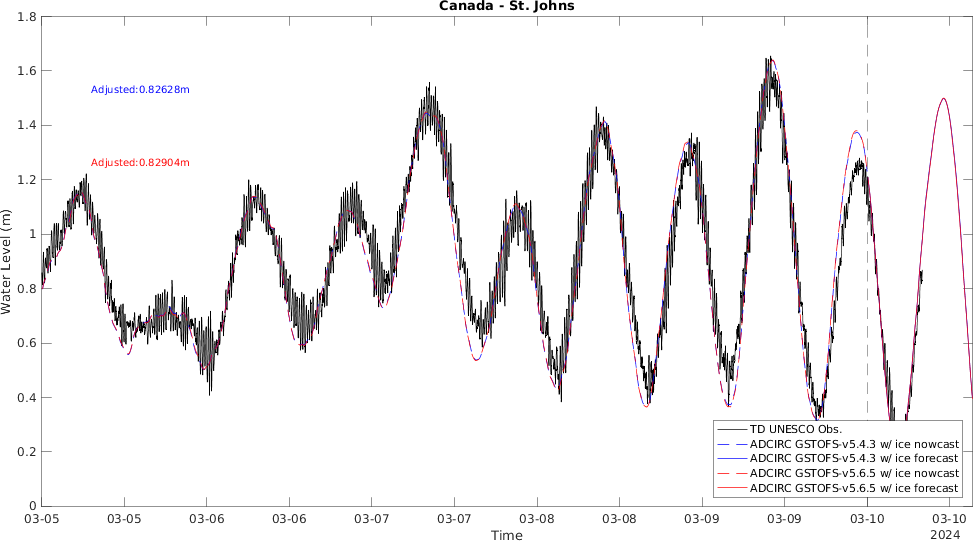 Canada - St. Johns
1.8
1.6
1.4
1.2
1
0.8
0.6
0.4
0.2
0
Water Level (m)
Adjusted:0.82628m
Adjusted:0.82904m
TD UNESCO Obs.
ADCIRC GSTOFS-v5.4.3 w/ ice nowcast
ADCIRC GSTOFS-v5.4.3 w/ ice forecast
ADCIRC GSTOFS-v5.6.5 w/ ice nowcast
ADCIRC GSTOFS-v5.6.5 w/ ice forecast
03-05 03-05 03-06 03-06 03-07 03-07 03-08 03-08 03-09 03-09 03-10 03-10
Time
2024